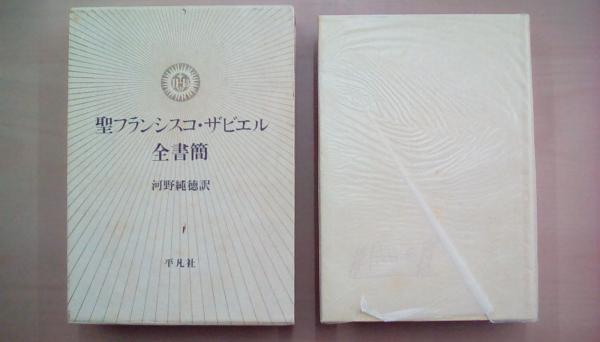 聖フランシスコ・ザビエル
全書簡
河野純徳訳
平凡社